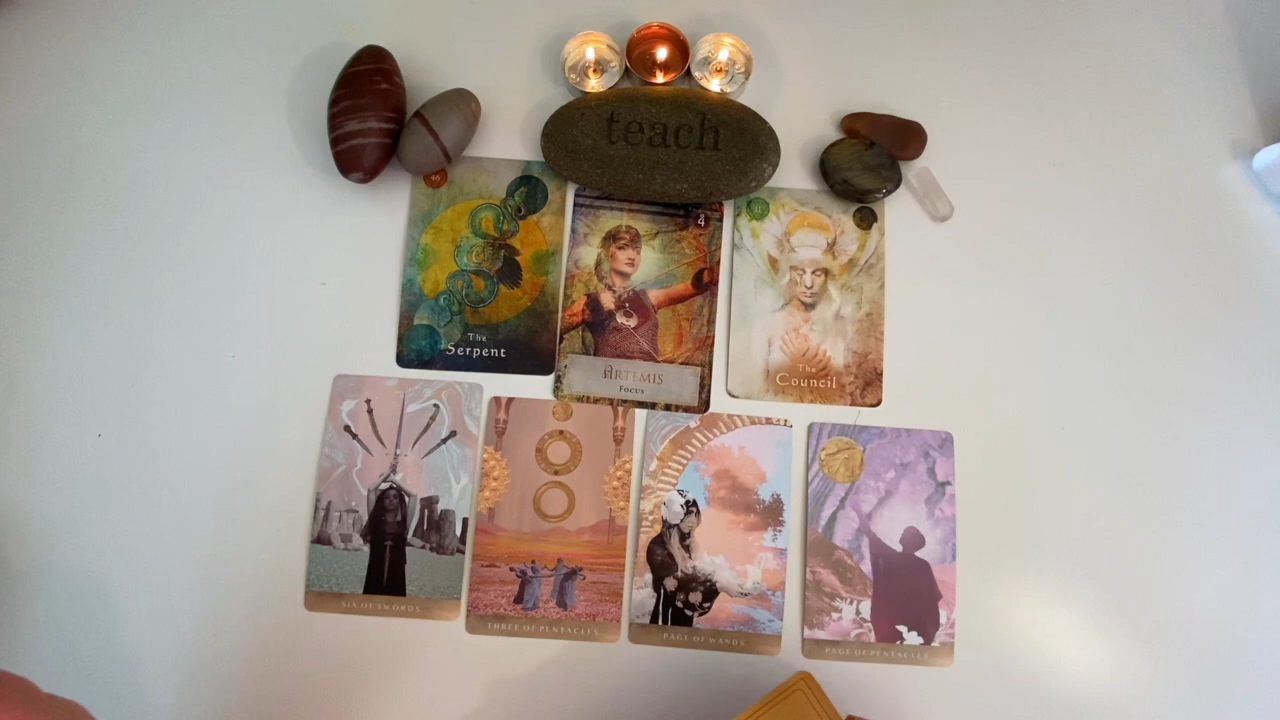 teach
46
The
Serpent
4
ARTEMIS
Focus
The
Council
SIX OF SWORDS
THREE OF PENTACLES
PAGE OF WANDS
PAGE OF PENTACLES